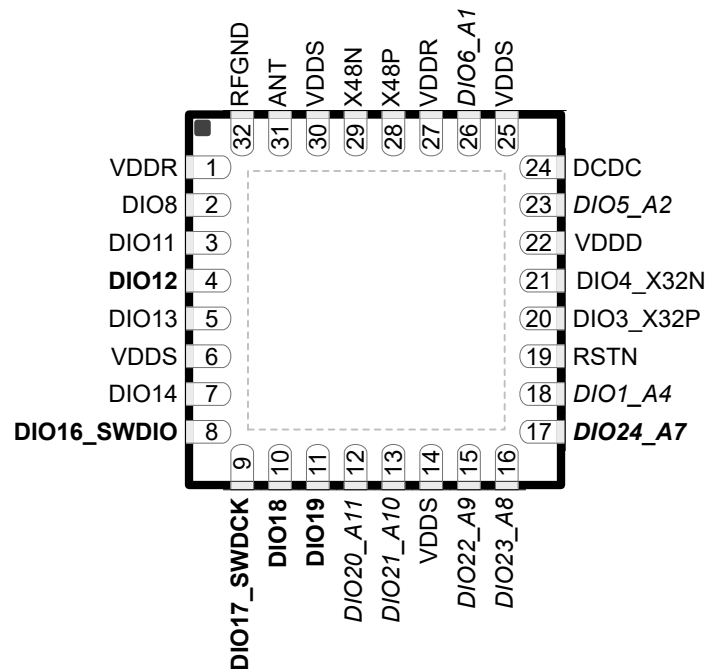 RFGND
ANT
VDDS
X48N
X48P
VDDR
DIO6_A1
VDDS
32 31 30 29 28 27 26 25
VDDR 1
DIO8 2
DIO11 3
DIO12 4
DIO13 5
VDDS 6
DIO14 7
DIO16_SWDIO 8
24 DCDC
23 DIO5_A2
22 VDDD
21 DIO4_X32N
20 DIO3_X32P
19 RSTN
18 DIO1_A4
17 DIO24_A7
9 10 11 12 13 14 15 16
DIO17_SWDCK
DIO18
DIO19
DIO20_A11
DIO21_A10
VDDS
DIO22_A9
DIO23_A8